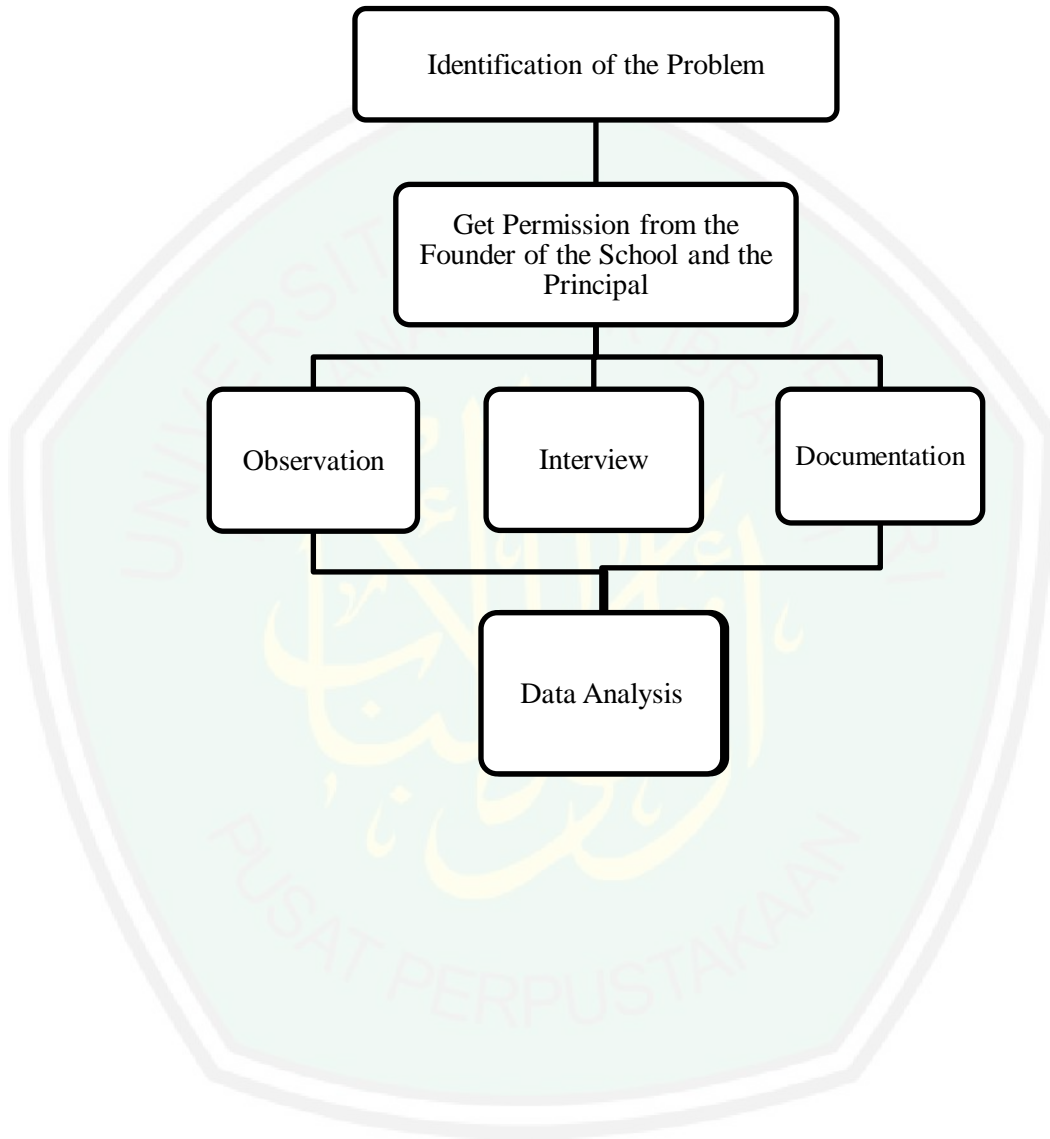 Identification of the Problem
Get Permission from the
Founder of the School and the
Principal
Observation
Interview
Documentation
Data Analysis
PUSAT PERPUSTAKAAN